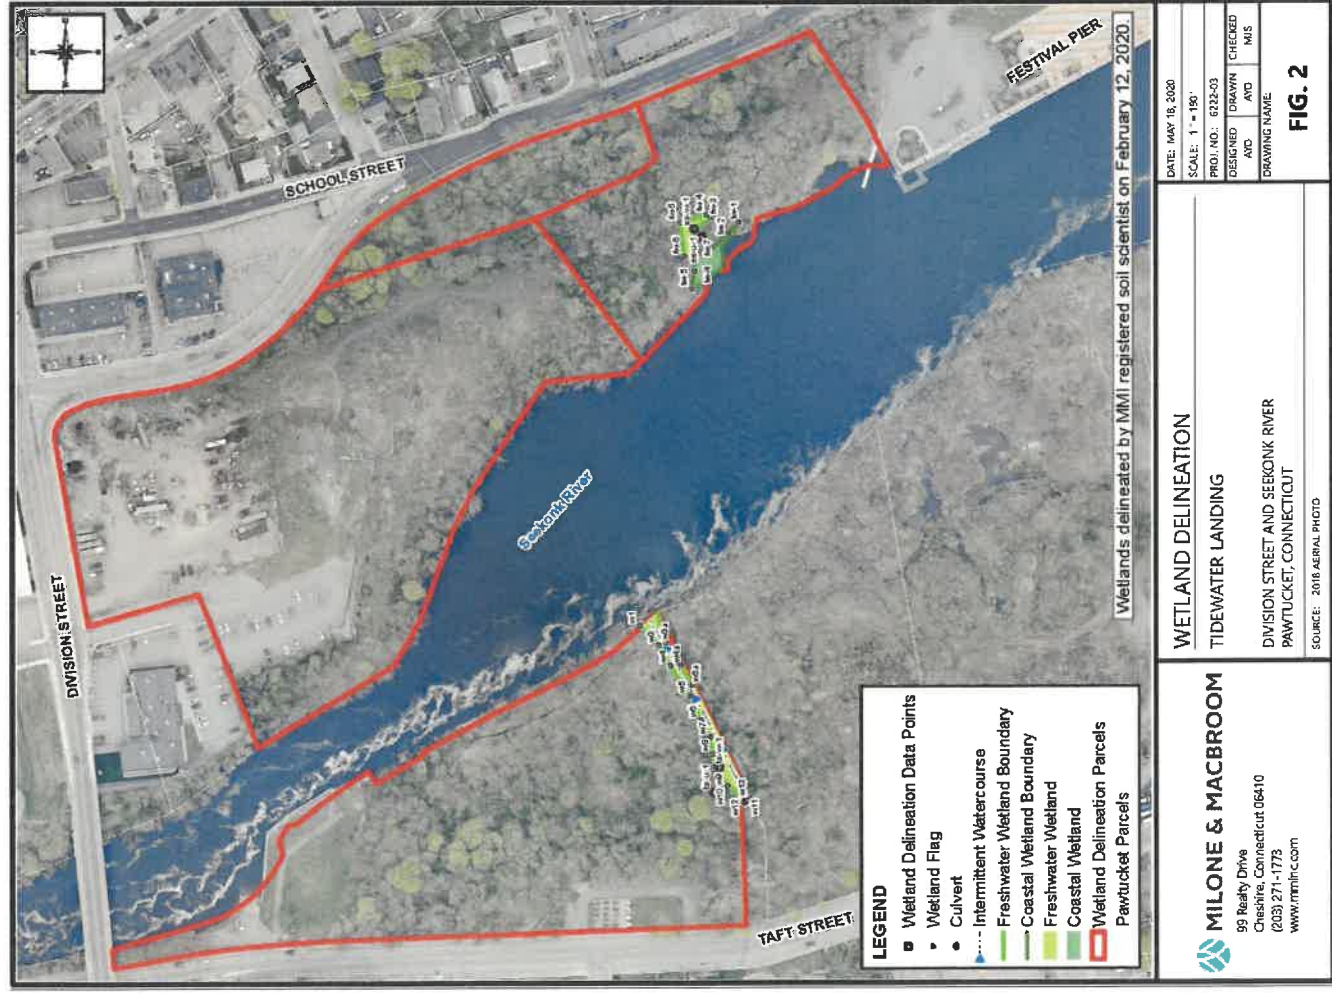 DIVISION STREET
SCHOOL STREET
FESTIVAL PIER
Seekonk River
TAFT STREET
Wetlands delineated by MMI registered soil scientist on February 12, 2020.
LEGEND
Wetland Delineation Data Points
Wetland Flag
Culvert
Intermittent Watercourse
Freshwater Wetland Boundary
Coastal Wetland Boundary
Freshwater Wetland
Coastal Wetland
Wetland Delineation Parcels
Pawtucket Parcels
MILONE & MACBROOM
99 Realty Drive
Cheshire, Connecticut 06410
(203) 271-1773
www.mminc.com
WETLAND DELINEATION
TIDEWATER LANDING
DIVISION STREET AND SEEKONK RIVER
PAWTUCKET, CONNECTICUT
SOURCE: 2018 AERIAL PHOTO
DATE: MAY 18, 2020
SCALE: 1" = 190'
PROJ. NO.: 6222-03
DESIGNED DRAWN CHECKED
AYD AYD MJS
DRAWING NAME:
FIG. 2